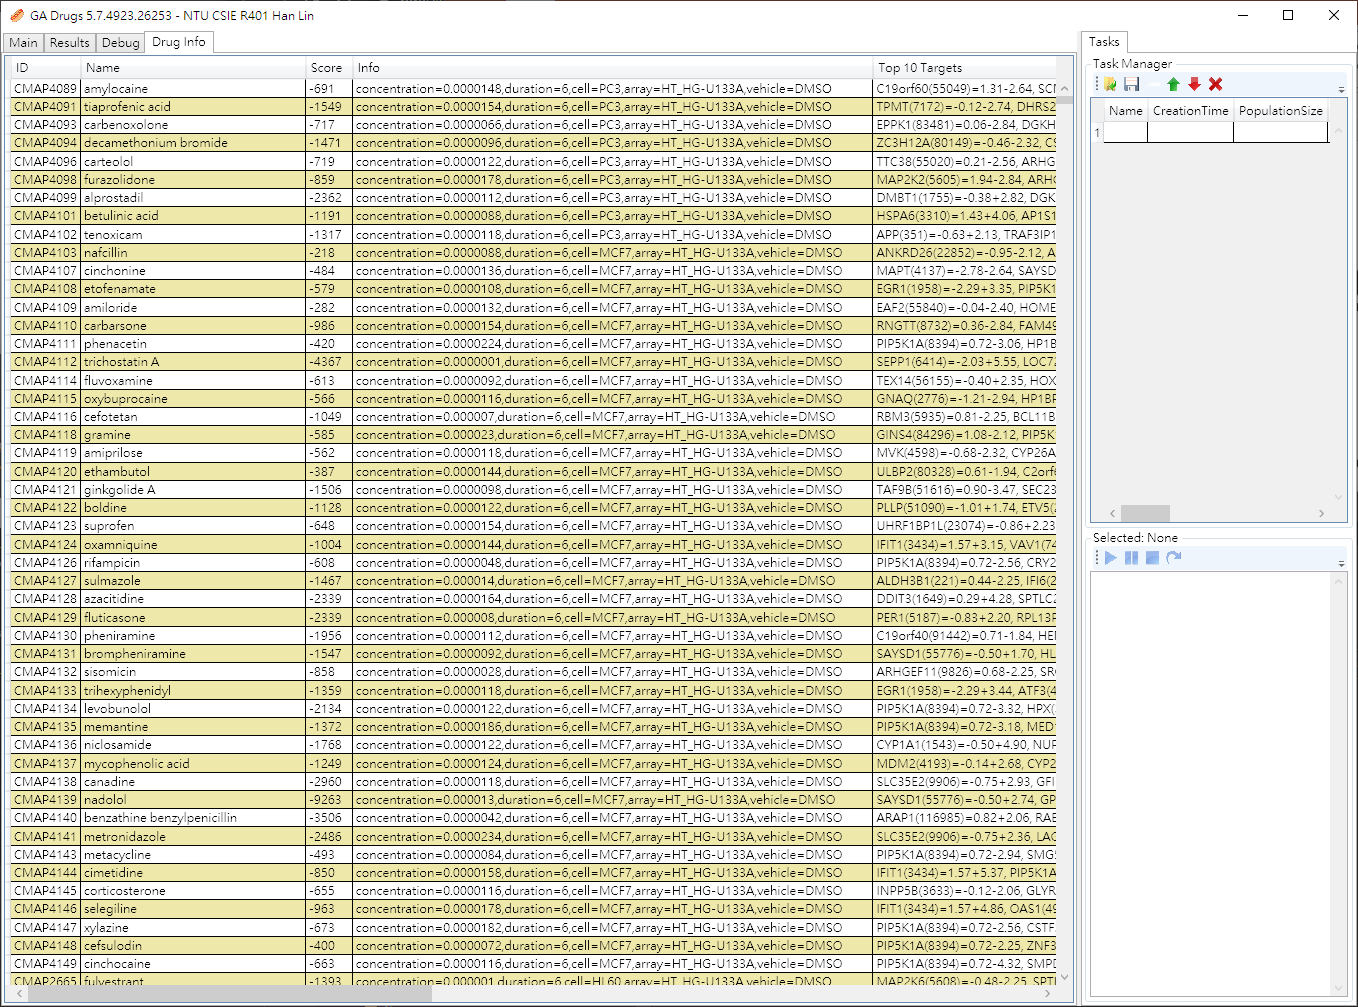 GA Drugs 5.7.4923.26253 - NTU CSIE R401 Han Lin
Main Results Debug Drug Info
ID Name Score Info Top 10 Targets
CMAP4089 amylocaine -691 concentration=0.0000148,duration=6,cell=PC3,array=HT_HG-U133A,vehicle=DMSO C19orf60(55049)=1.31-2.64, SCN
CMAP4091 tiaprofenic acid -1549 concentration=0.0000154,duration=6,cell=PC3,array=HT_HG-U133A,vehicle=DMSO TPMT(7172)=-0.12-2.74, DHRS2
CMAP4093 carbenoxolone -717 concentration=0.0000066,duration=6,cell=PC3,array=HT_HG-U133A,vehicle=DMSO EPPK1(83481)=0.06-2.84, DGKH
CMAP4094 decamethonium bromide -1471 concentration=0.0000096,duration=6,cell=PC3,array=HT_HG-U133A,vehicle=DMSO ZC3H12A(80149)=-0.46-2.32, C9
CMAP4096 carteolol -719 concentration=0.0000122,duration=6,cell=PC3,array=HT_HG-U133A,vehicle=DMSO TTC38(55020)=0.21-2.56, ARHG
CMAP4098 furazolidone -859 concentration=0.0000178,duration=6,cell=PC3,array=HT_HG-U133A,vehicle=DMSO MAP2K2(5605)=1.94-2.84, ARHG
CMAP4099 alprostadil -2362 concentration=0.0000112,duration=6,cell=PC3,array=HT_HG-U133A,vehicle=DMSO DMBT1(1755)=-0.38+2.82, DGK
CMAP4101 betulinic acid -1191 concentration=0.0000088,duration=6,cell=PC3,array=HT_HG-U133A,vehicle=DMSO HSPA6(3310)=1.43+4.06, AP1S1
CMAP4102 tenoxicam -1317 concentration=0.0000118,duration=6,cell=PC3,array=HT_HG-U133A,vehicle=DMSO APP(351)=-0.63+2.13, TRAF3IP1
CMAP4103 nafcillin -218 concentration=0.0000088,duration=6,cell=MCF7,array=HT_HG-U133A,vehicle=DMSO ANKRD26(22852)=-0.95-2.12, A
CMAP4107 cinchonine -484 concentration=0.0000136,duration=6,cell=MCF7,array=HT_HG-U133A,vehicle=DMSO MAPT(4137)=-2.78-2.64, SAYSD
CMAP4108 etofenamate -579 concentration=0.0000108,duration=6,cell=MCF7,array=HT_HG-U133A,vehicle=DMSO EGR1(1958)=-2.29+3.35, PIP5K1
CMAP4109 amiloride -282 concentration=0.0000132,duration=6,cell=MCF7,array=HT_HG-U133A,vehicle=DMSO EAF2(55840)=-0.04-2.40, HOME
CMAP4110 carbarsone -986 concentration=0.0000154,duration=6,cell=MCF7,array=HT_HG-U133A,vehicle=DMSO RNGTT(8732)=0.36-2.84, FAM49
CMAP4111 phenacetin -420 concentration=0.0000224,duration=6,cell=MCF7,array=HT_HG-U133A,vehicle=DMSO PIP5K1A(8394)=0.72-3.06, HP1B
CMAP4112 trichostatin A -4367 concentration=0.0000001,duration=6,cell=MCF7,array=HT_HG-U133A,vehicle=DMSO SEPP1(6414)=-2.03+5.55, LOC72
CMAP4114 fluvoxamine -613 concentration=0.0000092,duration=6,cell=MCF7,array=HT_HG-U133A,vehicle=DMSO TEX14(56155)=-0.40+2.35, HOX
CMAP4115 oxybuprocaine -566 concentration=0.0000116,duration=6,cell=MCF7,array=HT_HG-U133A,vehicle=DMSO GNAQ(2776)=-1.21-2.94, HP1BP
CMAP4116 cefotetan -1049 concentration=0.000007,duration=6,cell=MCF7,array=HT_HG-U133A,vehicle=DMSO RBM3(5935)=0.81-2.25, BCL11B
CMAP4118 gramine -585 concentration=0.000023,duration=6,cell=MCF7,array=HT_HG-U133A,vehicle=DMSO GINS4(84296)=1.08-2.12, PIP5K
CMAP4119 amiprilose -562 concentration=0.0000118,duration=6,cell=MCF7,array=HT_HG-U133A,vehicle=DMSO MVK(4598)=-0.68-2.32, CYP26A
CMAP4120 ethambutol -387 concentration=0.0000144,duration=6,cell=MCF7,array=HT_HG-U133A,vehicle=DMSO ULBP2(80328)=0.61-1.94, C2orf6
CMAP4121 ginkgolide A -1506 concentration=0.0000098,duration=6,cell=MCF7,array=HT_HG-U133A,vehicle=DMSO TAF9B(51616)=0.90-3.47, SEC23
CMAP4122 boldine -1128 concentration=0.0000122,duration=6,cell=MCF7,array=HT_HG-U133A,vehicle=DMSO PLLP(51090)=-1.01+1.74, ETV5(2
CMAP4123 suprofen -648 concentration=0.0000154,duration=6,cell=MCF7,array=HT_HG-U133A,vehicle=DMSO UHRF1BP1L(23074)=-0.86+2.23
CMAP4124 oxamniquine -1004 concentration=0.0000144,duration=6,cell=MCF7,array=HT_HG-U133A,vehicle=DMSO IFIT1(3434)=1.57+3.15, VAV1(74
CMAP4126 rifampicin -608 concentration=0.0000048,duration=6,cell=MCF7,array=HT_HG-U133A,vehicle=DMSO PIP5K1A(8394)=0.72-2.56, CRY2
CMAP4127 sulmazole -1467 concentration=0.000014,duration=6,cell=MCF7,array=HT_HG-U133A,vehicle=DMSO ALDH3B1(221)=0.44-2.25, IFI6(2
CMAP4128 azacitidine -2339 concentration=0.0000164,duration=6,cell=MCF7,array=HT_HG-U133A,vehicle=DMSO DDIT3(1649)=0.29+4.28, SPTLC2
CMAP4129 fluticasone -2339 concentration=0.000008,duration=6,cell=MCF7,array=HT_HG-U133A,vehicle=DMSO PER1(5187)=-0.83+2.20, RPL13P
CMAP4130 pheniramine -1956 concentration=0.0000112,duration=6,cell=MCF7,array=HT_HG-U133A,vehicle=DMSO C19orf40(91442)=0.71-1.84, HEI
CMAP4131 brompheniramine -1547 concentration=0.0000092,duration=6,cell=MCF7,array=HT_HG-U133A,vehicle=DMSO SAYSD1(55776)=-0.50+1.70, HL
CMAP4132 sisomicin -858 concentration=0.0000028,duration=6,cell=MCF7,array=HT_HG-U133A,vehicle=DMSO ARHGEF11(9826)=0.68-2.25, SR
CMAP4133 trihexyphenidyl -1359 concentration=0.0000118,duration=6,cell=MCF7,array=HT_HG-U133A,vehicle=DMSO EGR1(1958)=-2.29+3.44, ATF3(4
CMAP4134 levobunolol -2134 concentration=0.0000122,duration=6,cell=MCF7,array=HT_HG-U133A,vehicle=DMSO PIP5K1A(8394)=0.72-3.32, HPX(
CMAP4135 memantine -1372 concentration=0.0000186,duration=6,cell=MCF7,array=HT_HG-U133A,vehicle=DMSO PIP5K1A(8394)=0.72-3.18, MED
CMAP4136 niclosamide -1768 concentration=0.0000122,duration=6,cell=MCF7,array=HT_HG-U133A,vehicle=DMSO CYP1A1(1543)=-0.50+4.90, NUP
CMAP4137 mycophenolic acid -1249 concentration=0.0000124,duration=6,cell=MCF7,array=HT_HG-U133A,vehicle=DMSO MDM2(4193)=-0.14+2.68, CYP2
CMAP4138 canadine -2960 concentration=0.0000118,duration=6,cell=MCF7,array=HT_HG-U133A,vehicle=DMSO SLC35E2(9906)=-0.75+2.93, GFI
CMAP4139 nadolol -9263 concentration=0.000013,duration=6,cell=MCF7,array=HT_HG-U133A,vehicle=DMSO SAYSD1(55776)=-0.50+2.74, GP
CMAP4140 benzathine benzylpenicillin -3506 concentration=0.0000042,duration=6,cell=MCF7,array=HT_HG-U133A,vehicle=DMSO ARAP1(116985)=0.82+2.06, RAE
CMAP4141 metronidazole -2486 concentration=0.0000234,duration=6,cell=MCF7,array=HT_HG-U133A,vehicle=DMSO SLC35E2(9906)=-0.75+2.36, LAC
CMAP4143 metacycline -493 concentration=0.0000084,duration=6,cell=MCF7,array=HT_HG-U133A,vehicle=DMSO PIP5K1A(8394)=0.72-2.94, SMG5
CMAP4144 cimetidine -850 concentration=0.0000158,duration=6,cell=MCF7,array=HT_HG-U133A,vehicle=DMSO IFIT1(3434)=1.57+5.37, PIP5K1A
CMAP4145 corticosterone -655 concentration=0.0000116,duration=6,cell=MCF7,array=HT_HG-U133A,vehicle=DMSO INPP5B(3633)=-0.12-2.06, GLYR
CMAP4146 selegiline -963 concentration=0.0000178,duration=6,cell=MCF7,array=HT_HG-U133A,vehicle=DMSO IFIT1(3434)=1.57+4.86, OAS1(49
CMAP4147 xylazine -673 concentration=0.0000182,duration=6,cell=MCF7,array=HT_HG-U133A,vehicle=DMSO PIP5K1A(8394)=0.72-2.56, CSTF
CMAP4148 cefsulodin -400 concentration=0.0000072,duration=6,cell=MCF7,array=HT_HG-U133A,vehicle=DMSO PIP5K1A(8394)=0.72-2.25, ZNF3
CMAP4149 cinchocaine -663 concentration=0.0000116,duration=6,cell=MCF7,array=HT_HG-U133A,vehicle=DMSO PIP5K1A(8394)=0.72-4.32, SMPD
CMAP2665 fulvestrant -1393 concentration=0.000001,duration=6,cell=HL60,array=HT_HG-U133A,vehicle=DMSO MAP2K6(5608)=-0.48-2.25, SPTL
Tasks
Task Manager
Name CreationTime PopulationSize
1
Selected: None